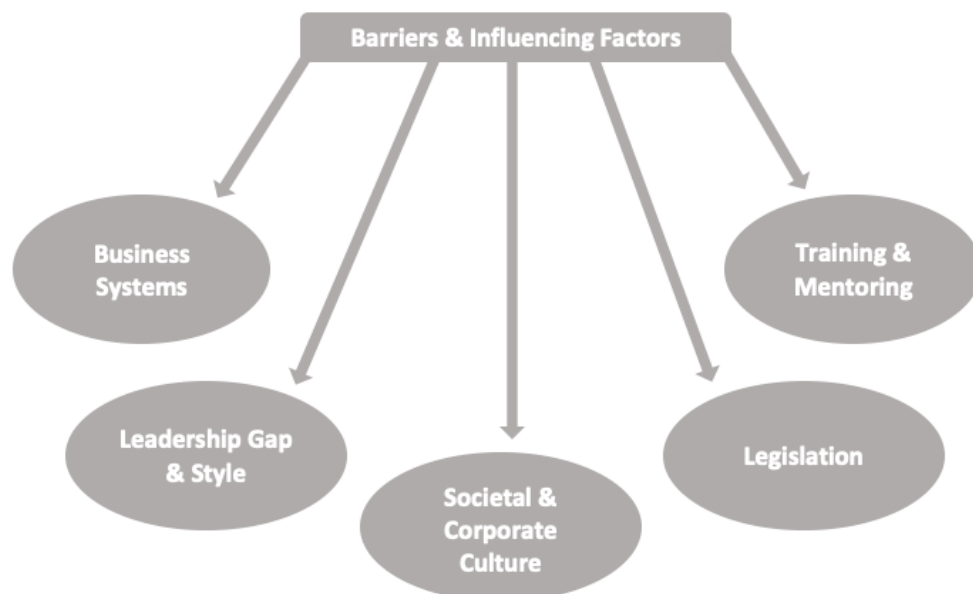 Barriers & Influencing Factors
Business
Systems
Training &
Mentoring
Leadership Gap
& Style
Legislation
Societal &
Corporate
Culture